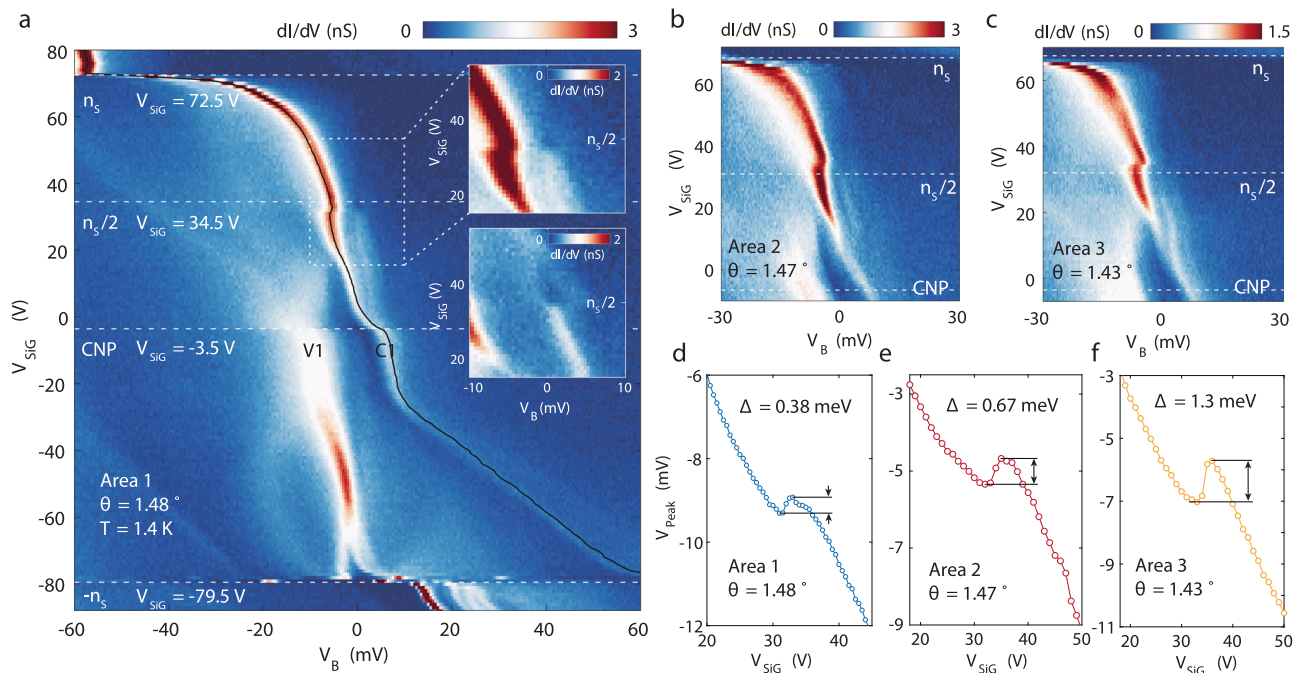 a
dI/dV (nS)
0
3
80
60
40
20
0
-20
-40
-60
-80
V_SiG (V)
n_S
V_SiG = 72.5 V
n_S/2
V_SiG = 34.5 V
CNP
V_SiG = -3.5 V
V1
C1
Area 1
θ = 1.48 °
T = 1.4 K
-n_S
V_SiG = -79.5 V
-60
-40
-20
0
20
40
60
V_B (mV)
0
2
dI/dV (nS)
V_SiG (V)
40
20
n_S/2
0
2
dI/dV (nS)
V_SiG (V)
40
20
n_S/2
-10
0
10
V_B (mV)
b
dI/dV (nS)
0
3
V_SiG (V)
60
40
20
0
n_S
n_S/2
Area 2
θ = 1.47 °
CNP
-30
0
30
V_B (mV)
c
dI/dV (nS)
0
1.5
V_SiG (V)
60
40
20
0
n_S
n_S/2
Area 3
θ = 1.43 °
CNP
-30
0
30
V_B (mV)
d
-6
-8
-10
-12
V_Peak (mV)
Δ = 0.38 meV
Area 1
θ = 1.48 °
20
30
40
V_SiG (V)
e
-3
-5
-7
-9
Δ = 0.67 meV
Area 2
θ = 1.47 °
20
30
40
50
V_SiG (V)
f
-3
-5
-7
-9
-11
Δ = 1.3 meV
Area 3
θ = 1.43 °
20
30
40
50
V_SiG (V)